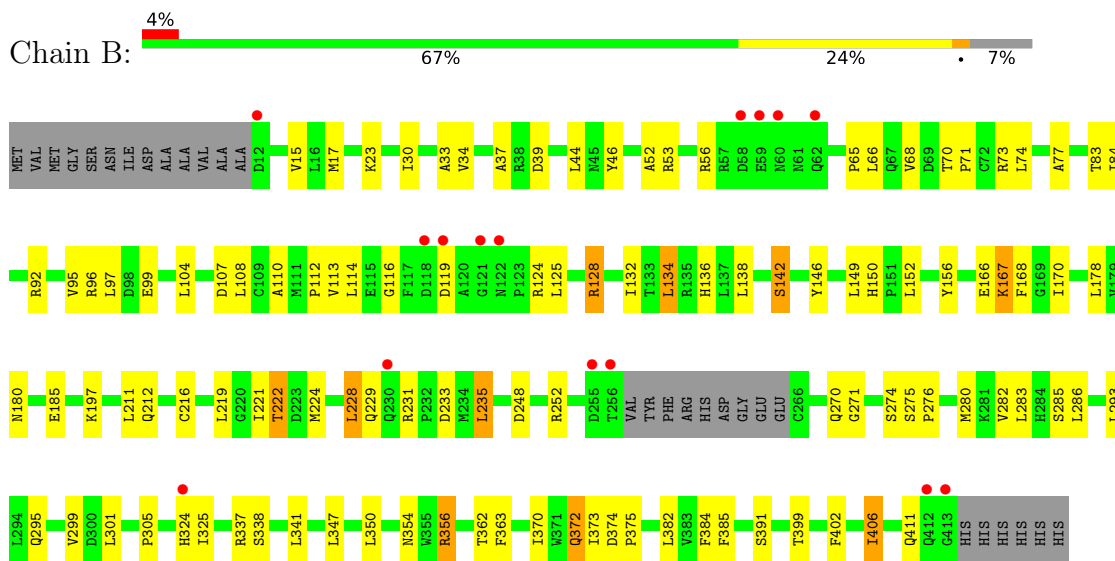 4%
Chain B:
67% 24% • 7%
MET VAL MET GLY SER ASN ILE ASP ALA ALA VAL ALA ALA D12 V15 L16 M17 K23 I30 A33 V34 A37 R38 D39 L44 N45 Y46 A52 R53 R56 R57 D58 E59 N60 N61 Q62 P65 L66 Q67 V68 D69 T70 P71 C72 R73 L74 A77 T83 I84
R92 V95 R96 L97 D98 E99 L104 D107 L108 C109 A110 M111 P112 V113 L114 E115 G116 F117 D118 D119 A120 G121 N122 P123 R124 L125 R128 I132 T133 L134 R135 H136 L137 L138 S142 Y146 L149 H150 P151 L152 Y156 E166 K167 F168 G169 I170 L178 V179
N180 E185 K197 L211 Q212 C216 L219 G220 I221 T222 D223 M224 L228 Q229 Q230 R231 P232 D233 M234 L235 D248 R252 D255 T256 VAL TYR PHE ARG HIS ASP GLY GLU GLU M266 Q270 G271 S274 S275 P276 M280 K281 V282 L283 H284 S285 L286 L293
L294 Q295 V299 D300 L301 P305 H324 I325 R337 S338 L341 L347 L350 N354 W355 R356 T362 F363 I370 W371 Q372 I373 D374 P375 L382 V383 F384 F385 S391 T399 F402 I406 Q411 Q412 G413 HIS HIS HIS HIS HIS HIS